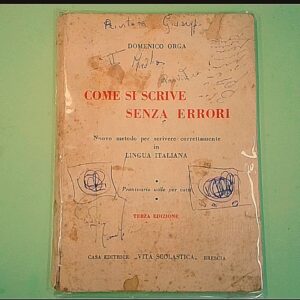 DOMENICO ORGA
COME SI SCRIVE
SENZA ERRORI
Nuovo metodo per scrivere correttamente
in
LINGUA ITALIANA
Prontuario utile per tutti
TERZA EDIZIONE
CASA EDITRICE „VITA SCOLASTICA„ BRESCIA